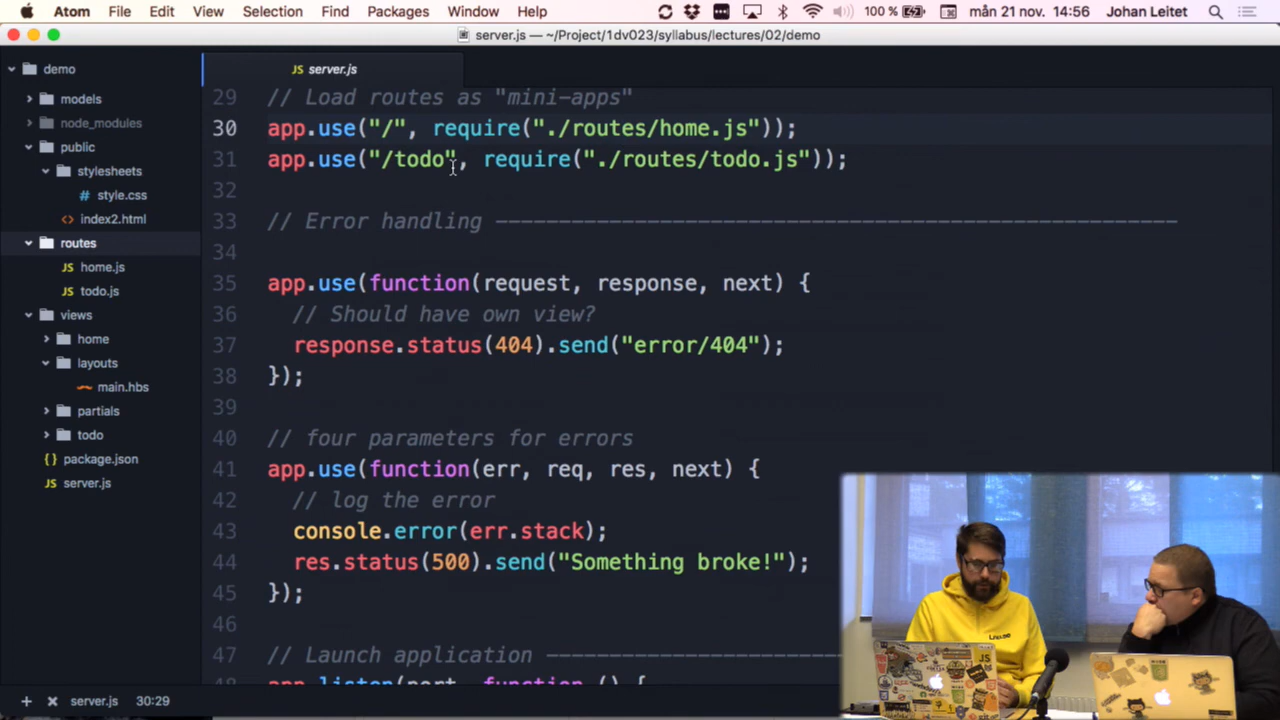 Atom File Edit View Selection Find Packages Window Help 100 % mån 21 nov. 14:56 Johan Leitet
server.js — ~/Project/1dv023/syllabus/lectures/02/demo
demo
models
node_modules
public
stylesheets
style.css
index2.html
routes
home.js
todo.js
views
home
layouts
main.hbs
partials
todo
package.json
server.js
server.js
29 // Load routes as "mini-apps"
30 app.use("/", require("./routes/home.js"));
31 app.use("/todo", require("./routes/todo.js"));
32
33 // Error handling
34
35 app.use(function(request, response, next) {
36 // Should have own view?
37 response.status(404).send("error/404");
38 });
39
40 // four parameters for errors
41 app.use(function(err, req, res, next) {
42 // log the error
43 console.error(err.stack);
44 res.status(500).send("Something broke!");
45 });
46
47 // Launch application
48 app.listen(port, function () {
server.js 30:29